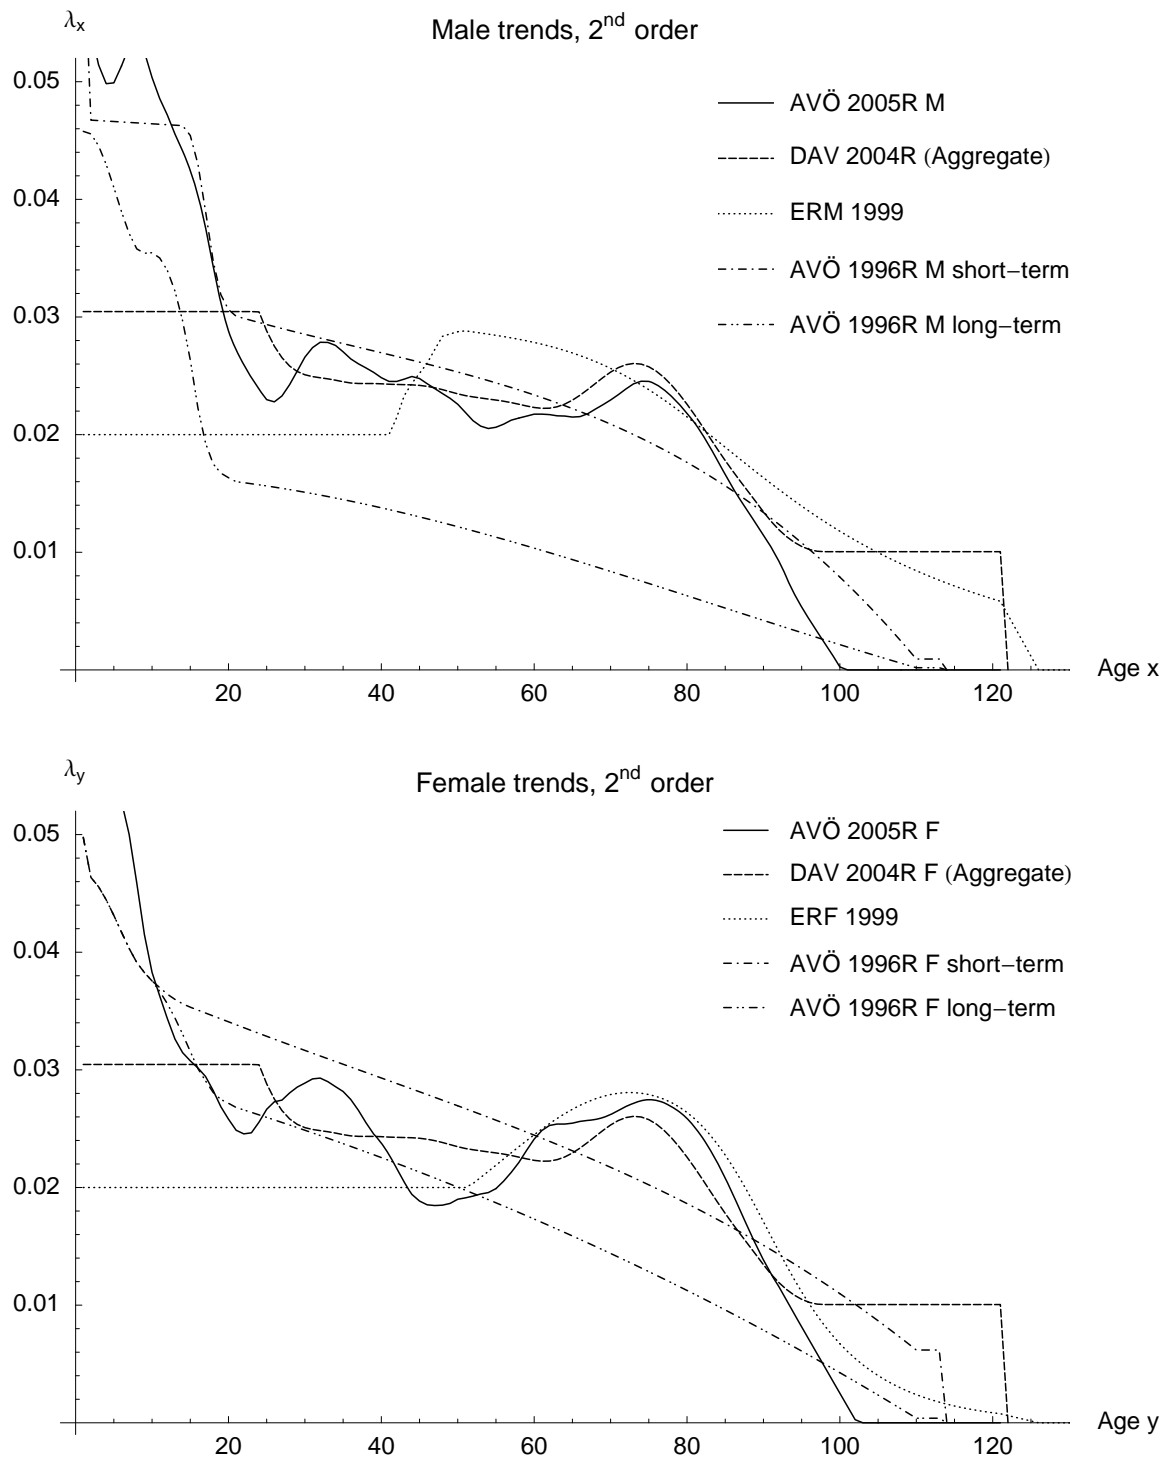 λx
Male trends, 2nd order
0.05
0.04
0.03
0.02
0.01
AVÖ 2005R M
DAV 2004R (Aggregate)
ERM 1999
AVÖ 1996R M short−term
AVÖ 1996R M long−term
20 40 60 80 100 120
Age x
λy
Female trends, 2nd order
0.05
0.04
0.03
0.02
0.01
AVÖ 2005R F
DAV 2004R F (Aggregate)
ERF 1999
AVÖ 1996R F short−term
AVÖ 1996R F long−term
20 40 60 80 100 120
Age y